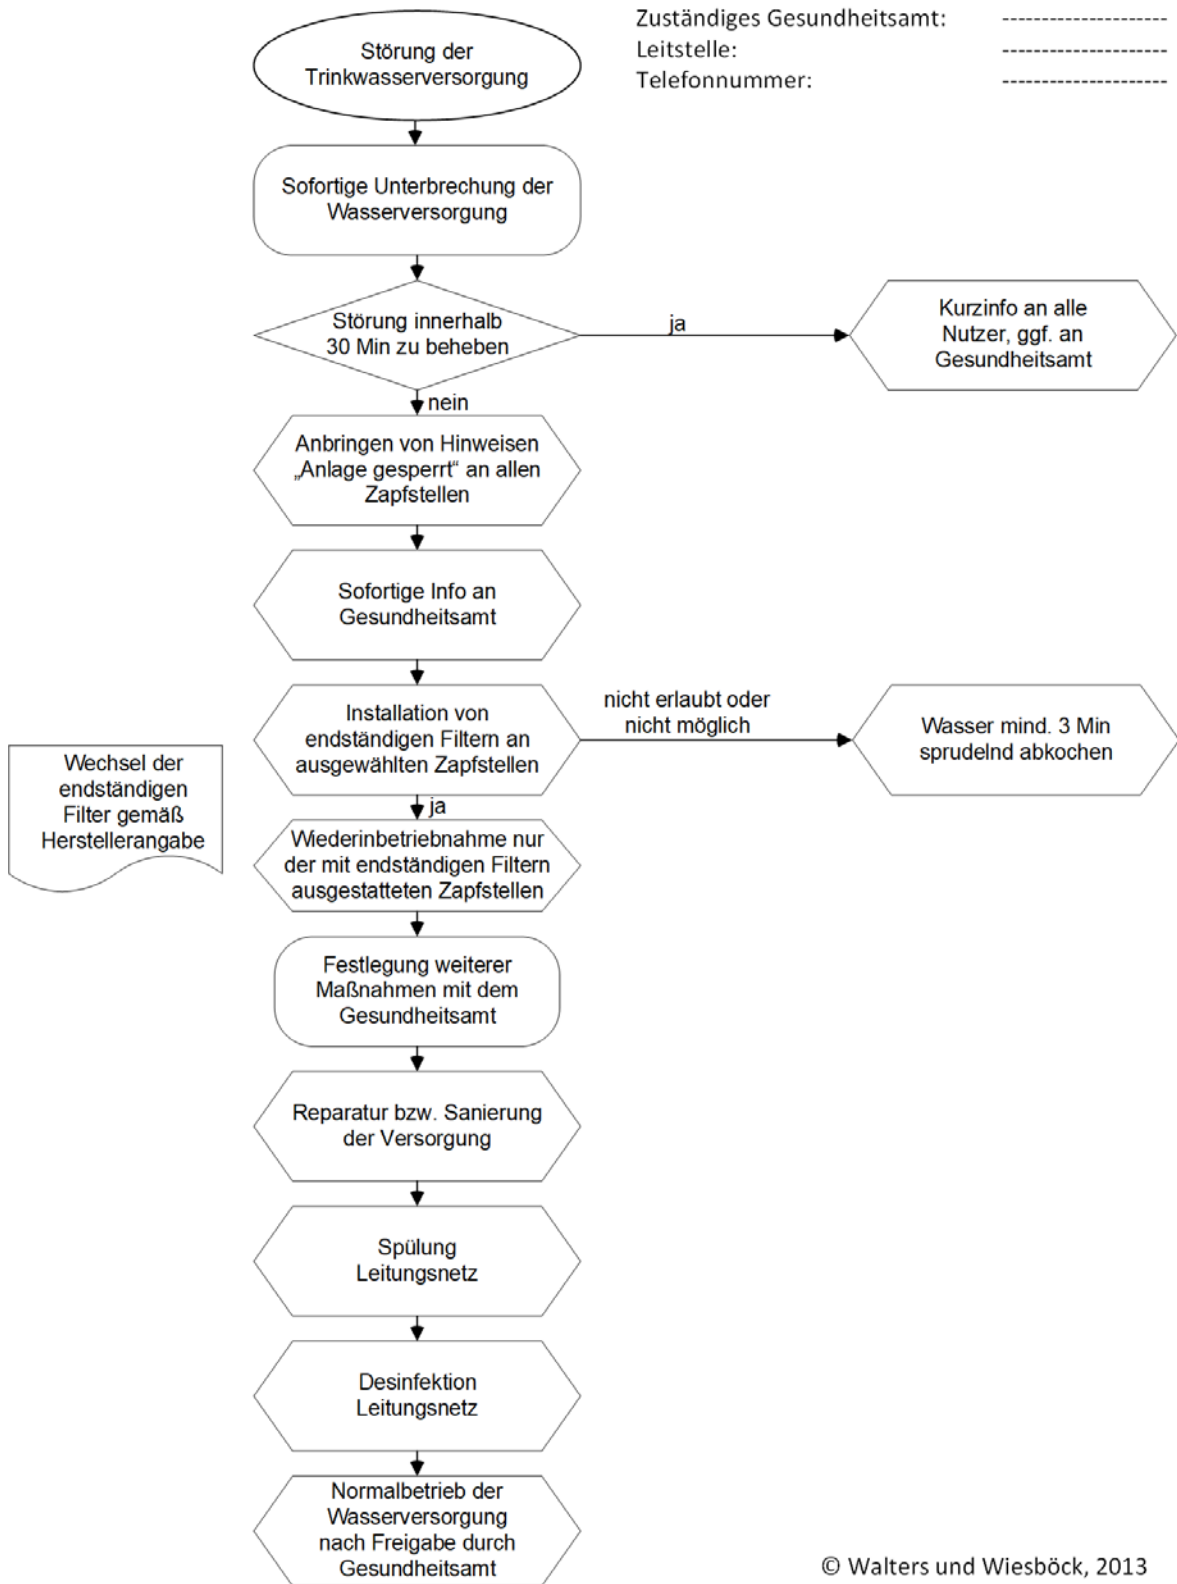 Zuständiges Gesundheitsamt: --------------------
Leitstelle: --------------------
Telefonnummer: --------------------
Störung der
Trinkwasserversorgung
Sofortige Unterbrechung der
Wasserversorgung
Störung innerhalb
30 Min zu beheben
ja
Kurzinfo an alle
Nutzer, ggf. an
Gesundheitsamt
nein
Anbringen von Hinweisen
„Anlage gesperrt“ an allen
Zapfstellen
Sofortige Info an
Gesundheitsamt
Installation von
endständigen Filtern an
ausgewählten Zapfstellen
nicht erlaubt oder
nicht möglich
Wasser mind. 3 Min
sprudelnd abkochen
Wechsel der
endständigen
Filter gemäß
Herstellerangabe
ja
Wiederinbetriebnahme nur
der mit endständigen Filtern
ausgestatteten Zapfstellen
Festlegung weiterer
Maßnahmen mit dem
Gesundheitsamt
Reparatur bzw. Sanierung
der Versorgung
Spülung
Leitungsnetz
Desinfektion
Leitungsnetz
Normalbetrieb der
Wasserversorgung
nach Freigabe durch
Gesundheitsamt
© Walters und Wiesböck, 2013